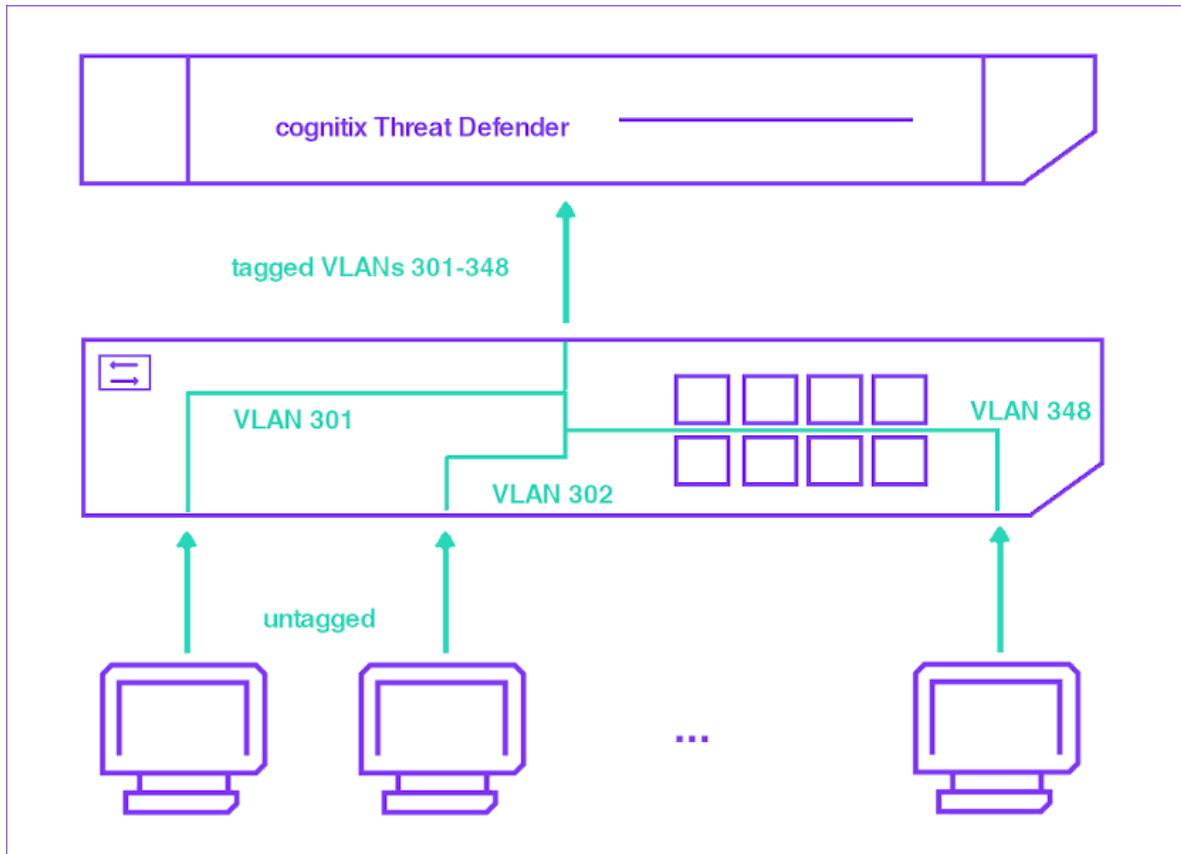 cognitix Threat Defender
tagged VLANs 301-348
VLAN 301
VLAN 348
VLAN 302
untagged
...